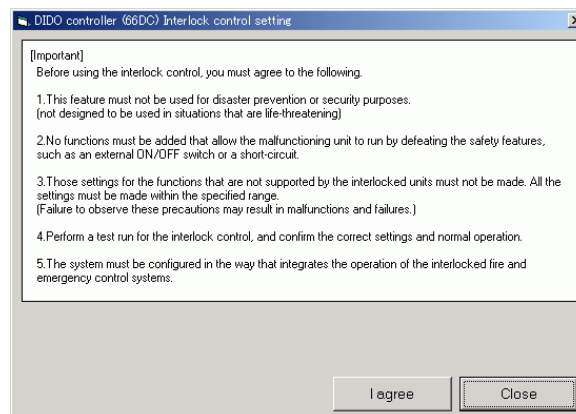 DIDO controller (66DC) Interlock control setting
[Important]
Before using the interlock control, you must agree to the following.
1.This feature must not be used for disaster prevention or security purposes.
(not designed to be used in situations that are life-threatening)
2.No functions must be added that allow the malfunctioning unit to run by defeating the safety features,
such as an external ON/OFF switch or a short-circuit.
3.Those settings for the functions that are not supported by the interlocked units must not be made. All the
settings must be made within the specified range.
(Failure to observe these precautions may result in malfunctions and failures.)
4.Perform a test run for the interlock control, and confirm the correct settings and normal operation.
5.The system must be configured in the way that integrates the operation of the interlocked fire and
emergency control systems.
I agree
Close